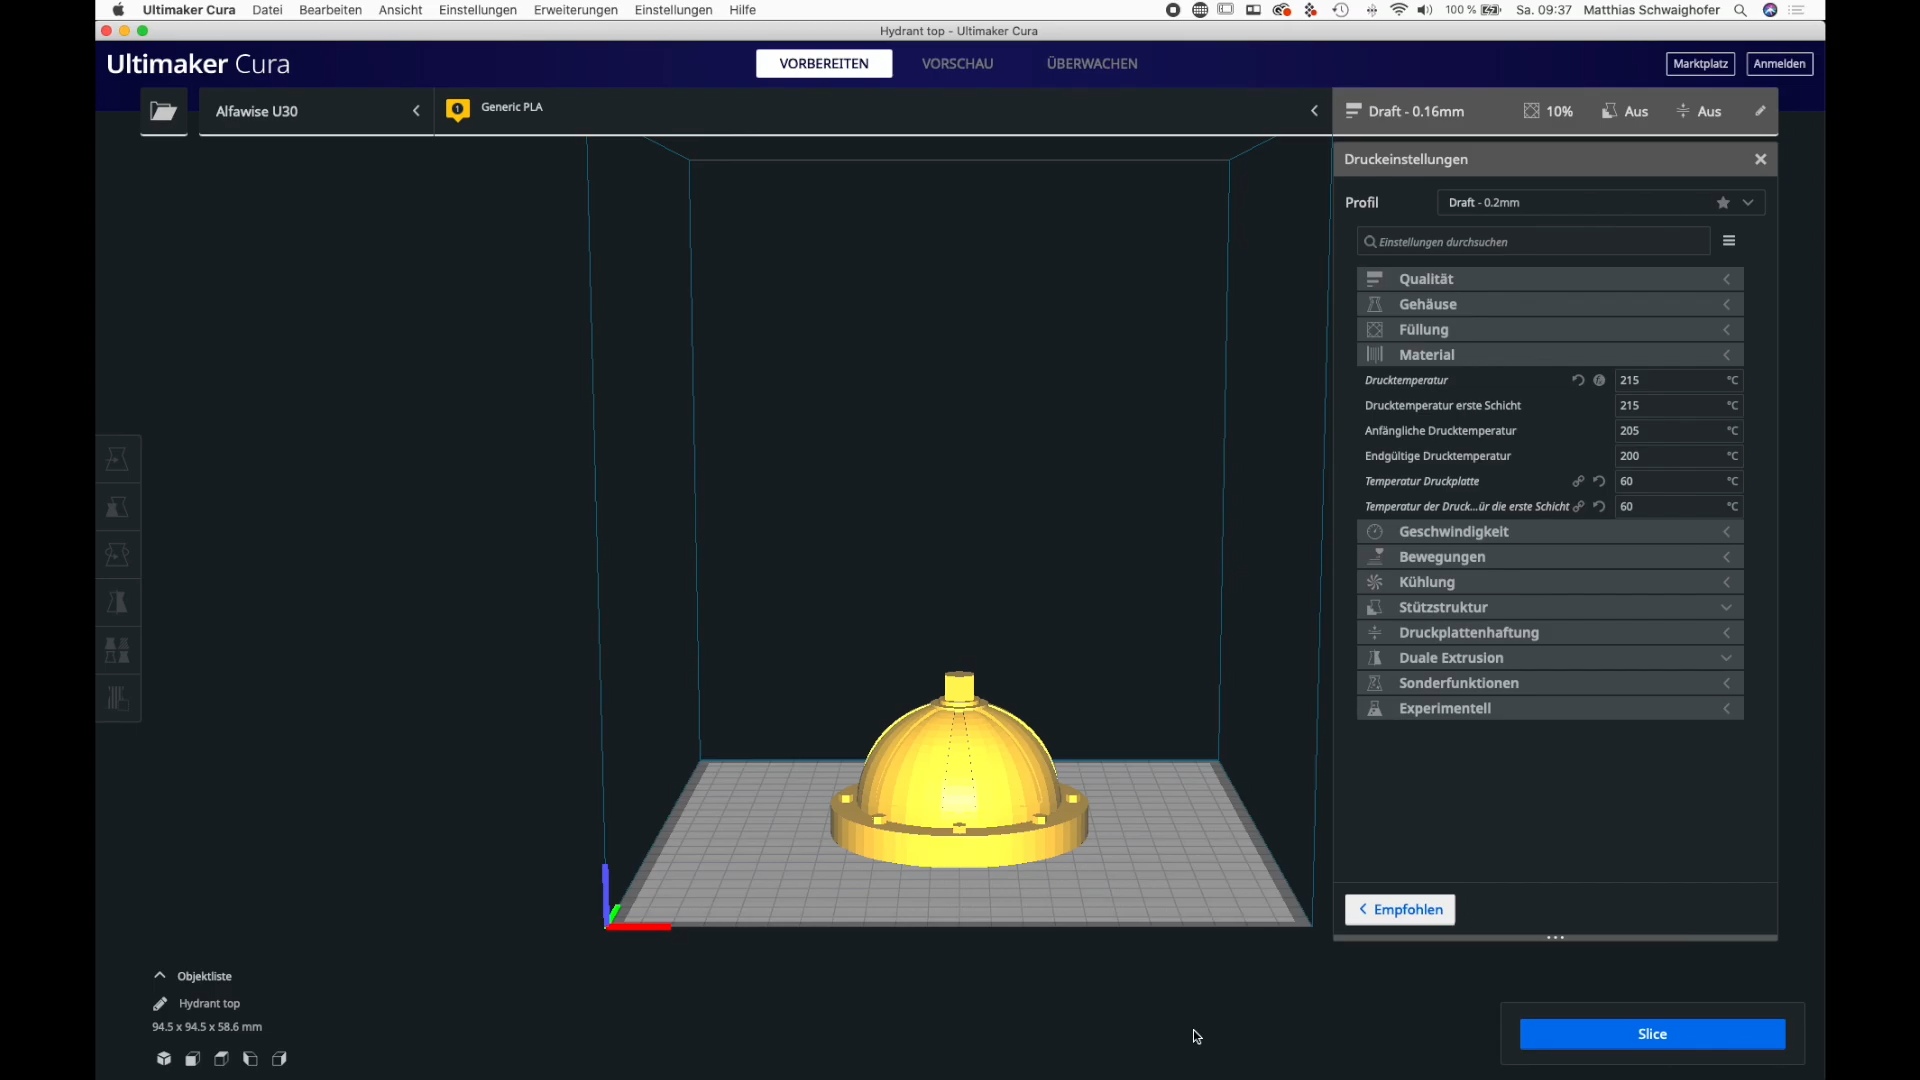 Ultimaker Cura Datei Bearbeiten Ansicht Einstellungen Erweiterungen Einstellungen Hilfe 100 % Sa. 09:37 Matthias Schwaighofer
Hydrant top - Ultimaker Cura
Ultimaker Cura VORBEREITEN VORSCHAU ÜBERWACHEN Marktplatz Anmelden
Alfawise U30 1 Generic PLA Draft - 0.16mm 10% Aus Aus
Druckeinstellungen
Profil Draft - 0.2mm
Einstellungen durchsuchen
Qualität
Gehäuse
Füllung
Material
Drucktemperatur 215 °C
Drucktemperatur erste Schicht 215 °C
Anfängliche Drucktemperatur 205 °C
Endgültige Drucktemperatur 200 °C
Temperatur Druckplatte 60 °C
Temperatur der Druck...ür die erste Schicht 60 °C
Geschwindigkeit
Bewegungen
Kühlung
Stützstruktur
Druckplattenhaftung
Duale Extrusion
Sonderfunktionen
Experimentell
Empfohlen
Objektliste
Hydrant top
94.5 x 94.5 x 58.6 mm
Slice